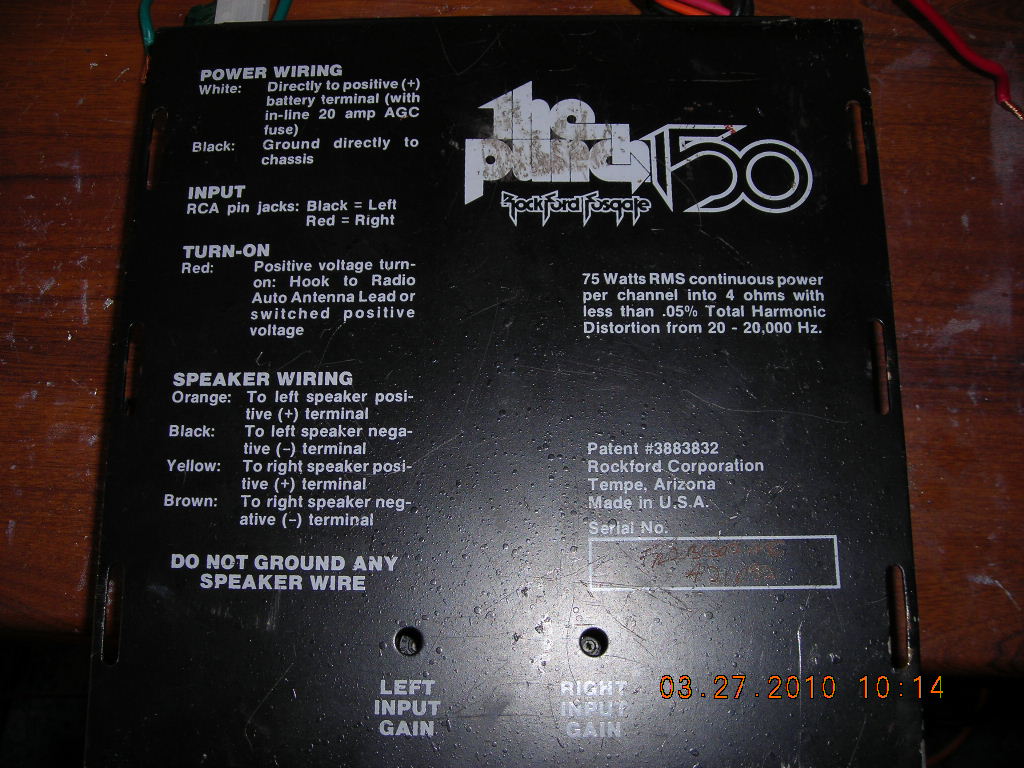 POWER WIRING
White: Directly to positive (+)
battery terminal (with
in-line 20 amp AGC
fuse)
Black: Ground directly to
chassis
INPUT
RCA pin jacks: Black = Left
Red = Right
TURN-ON
Red: Positive voltage turn-
on: Hook to Radio
Auto Antenna Lead or
switched positive
voltage
SPEAKER WIRING
Orange: To left speaker posi-
tive (+) terminal
Black: To left speaker nega-
tive (−) terminal
Yellow: To right speaker posi-
tive (+) terminal
Brown: To right speaker neg-
ative (−) terminal
DO NOT GROUND ANY
SPEAKER WIRE
the
punch 150
Rockford Fosgate
75 Watts RMS continuous power
per channel into 4 ohms with
less than .05% Total Harmonic
Distortion from 20 - 20,000 Hz.
Patent #3883832
Rockford Corporation
Tempe, Arizona
Made in U.S.A.
Serial No.
LEFT
INPUT
GAIN
RIGHT
INPUT
GAIN
03.27.2010 10:14